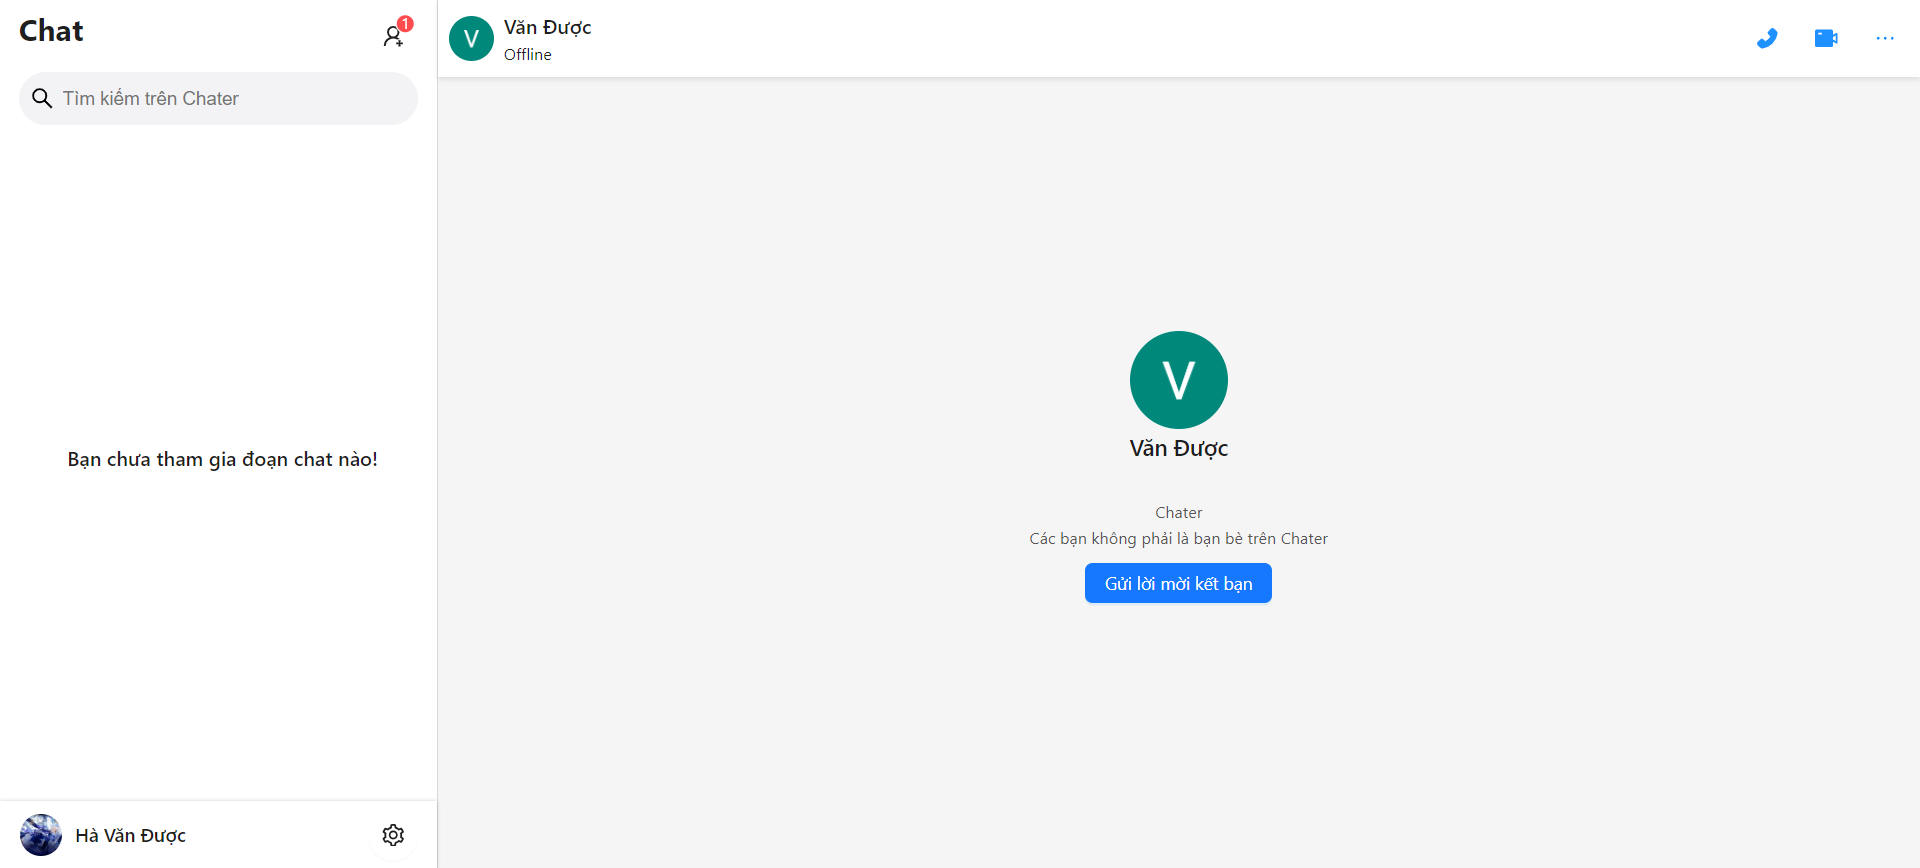 Chat
1
Tìm kiếm trên Chater
Bạn chưa tham gia đoạn chat nào!
Hà Văn Được
V
Văn Được
Offline
V
Văn Được
Chater
Các bạn không phải là bạn bè trên Chater
Gửi lời mời kết bạn